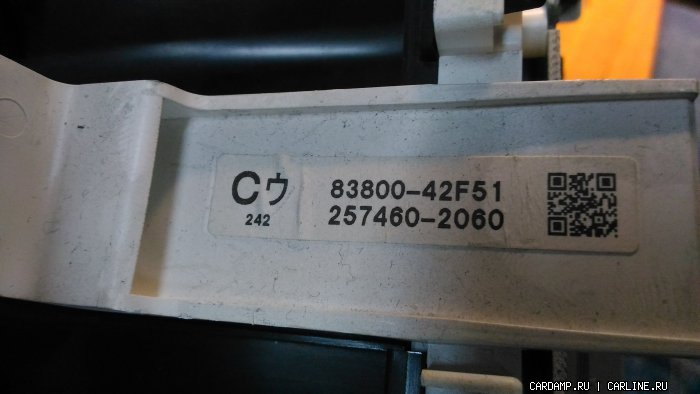 Cウ
242
83800-42F51
257460-2060
CARDAMP.RU | CARLINE.RU